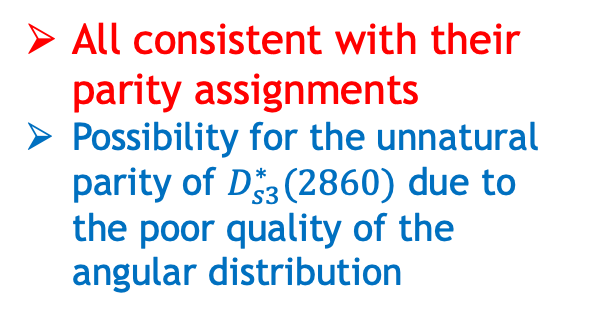 ➢ All consistent with their
parity assignments
➢ Possibility for the unnatural
parity of $D_{s3}^{*}(2860)$ due to
the poor quality of the
angular distribution